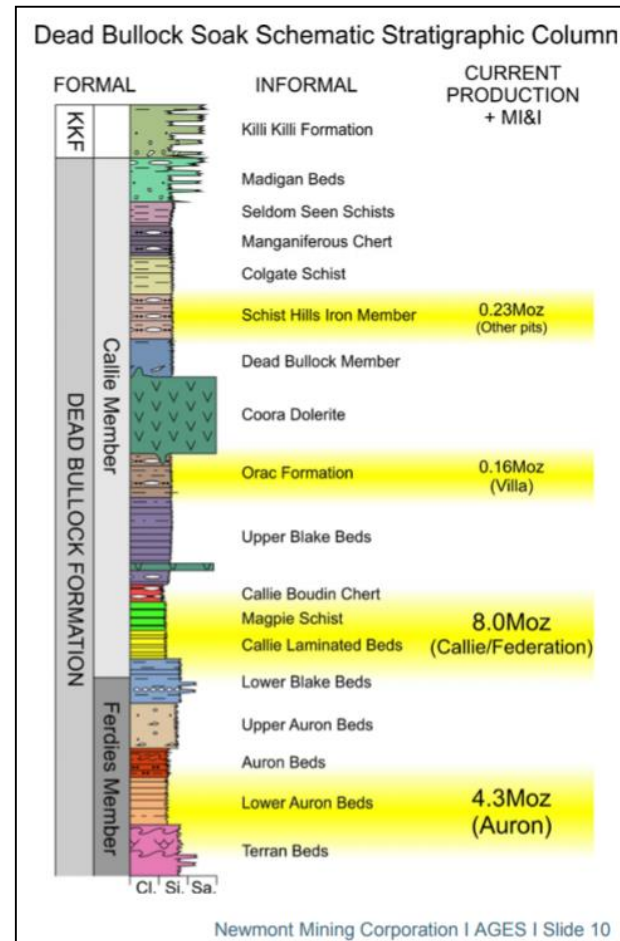 Dead Bullock Soak Schematic Stratigraphic Column
FORMAL
INFORMAL
CURRENT
PRODUCTION
+ MI&I
KKF
DEAD BULLOCK FORMATION
Callie Member
Ferdies Member
Killi Killi Formation
Madigan Beds
Seldom Seen Schists
Manganiferous Chert
Colgate Schist
Schist Hills Iron Member
0.23Moz
(Other pits)
Dead Bullock Member
Coora Dolerite
Orac Formation
0.16Moz
(Villa)
Upper Blake Beds
Callie Boudin Chert
Magpie Schist
Callie Laminated Beds
8.0Moz
(Callie/Federation)
Lower Blake Beds
Upper Auron Beds
Auron Beds
Lower Auron Beds
4.3Moz
(Auron)
Terran Beds
Cl. Si. Sa.
Newmont Mining Corporation I AGES I Slide 10